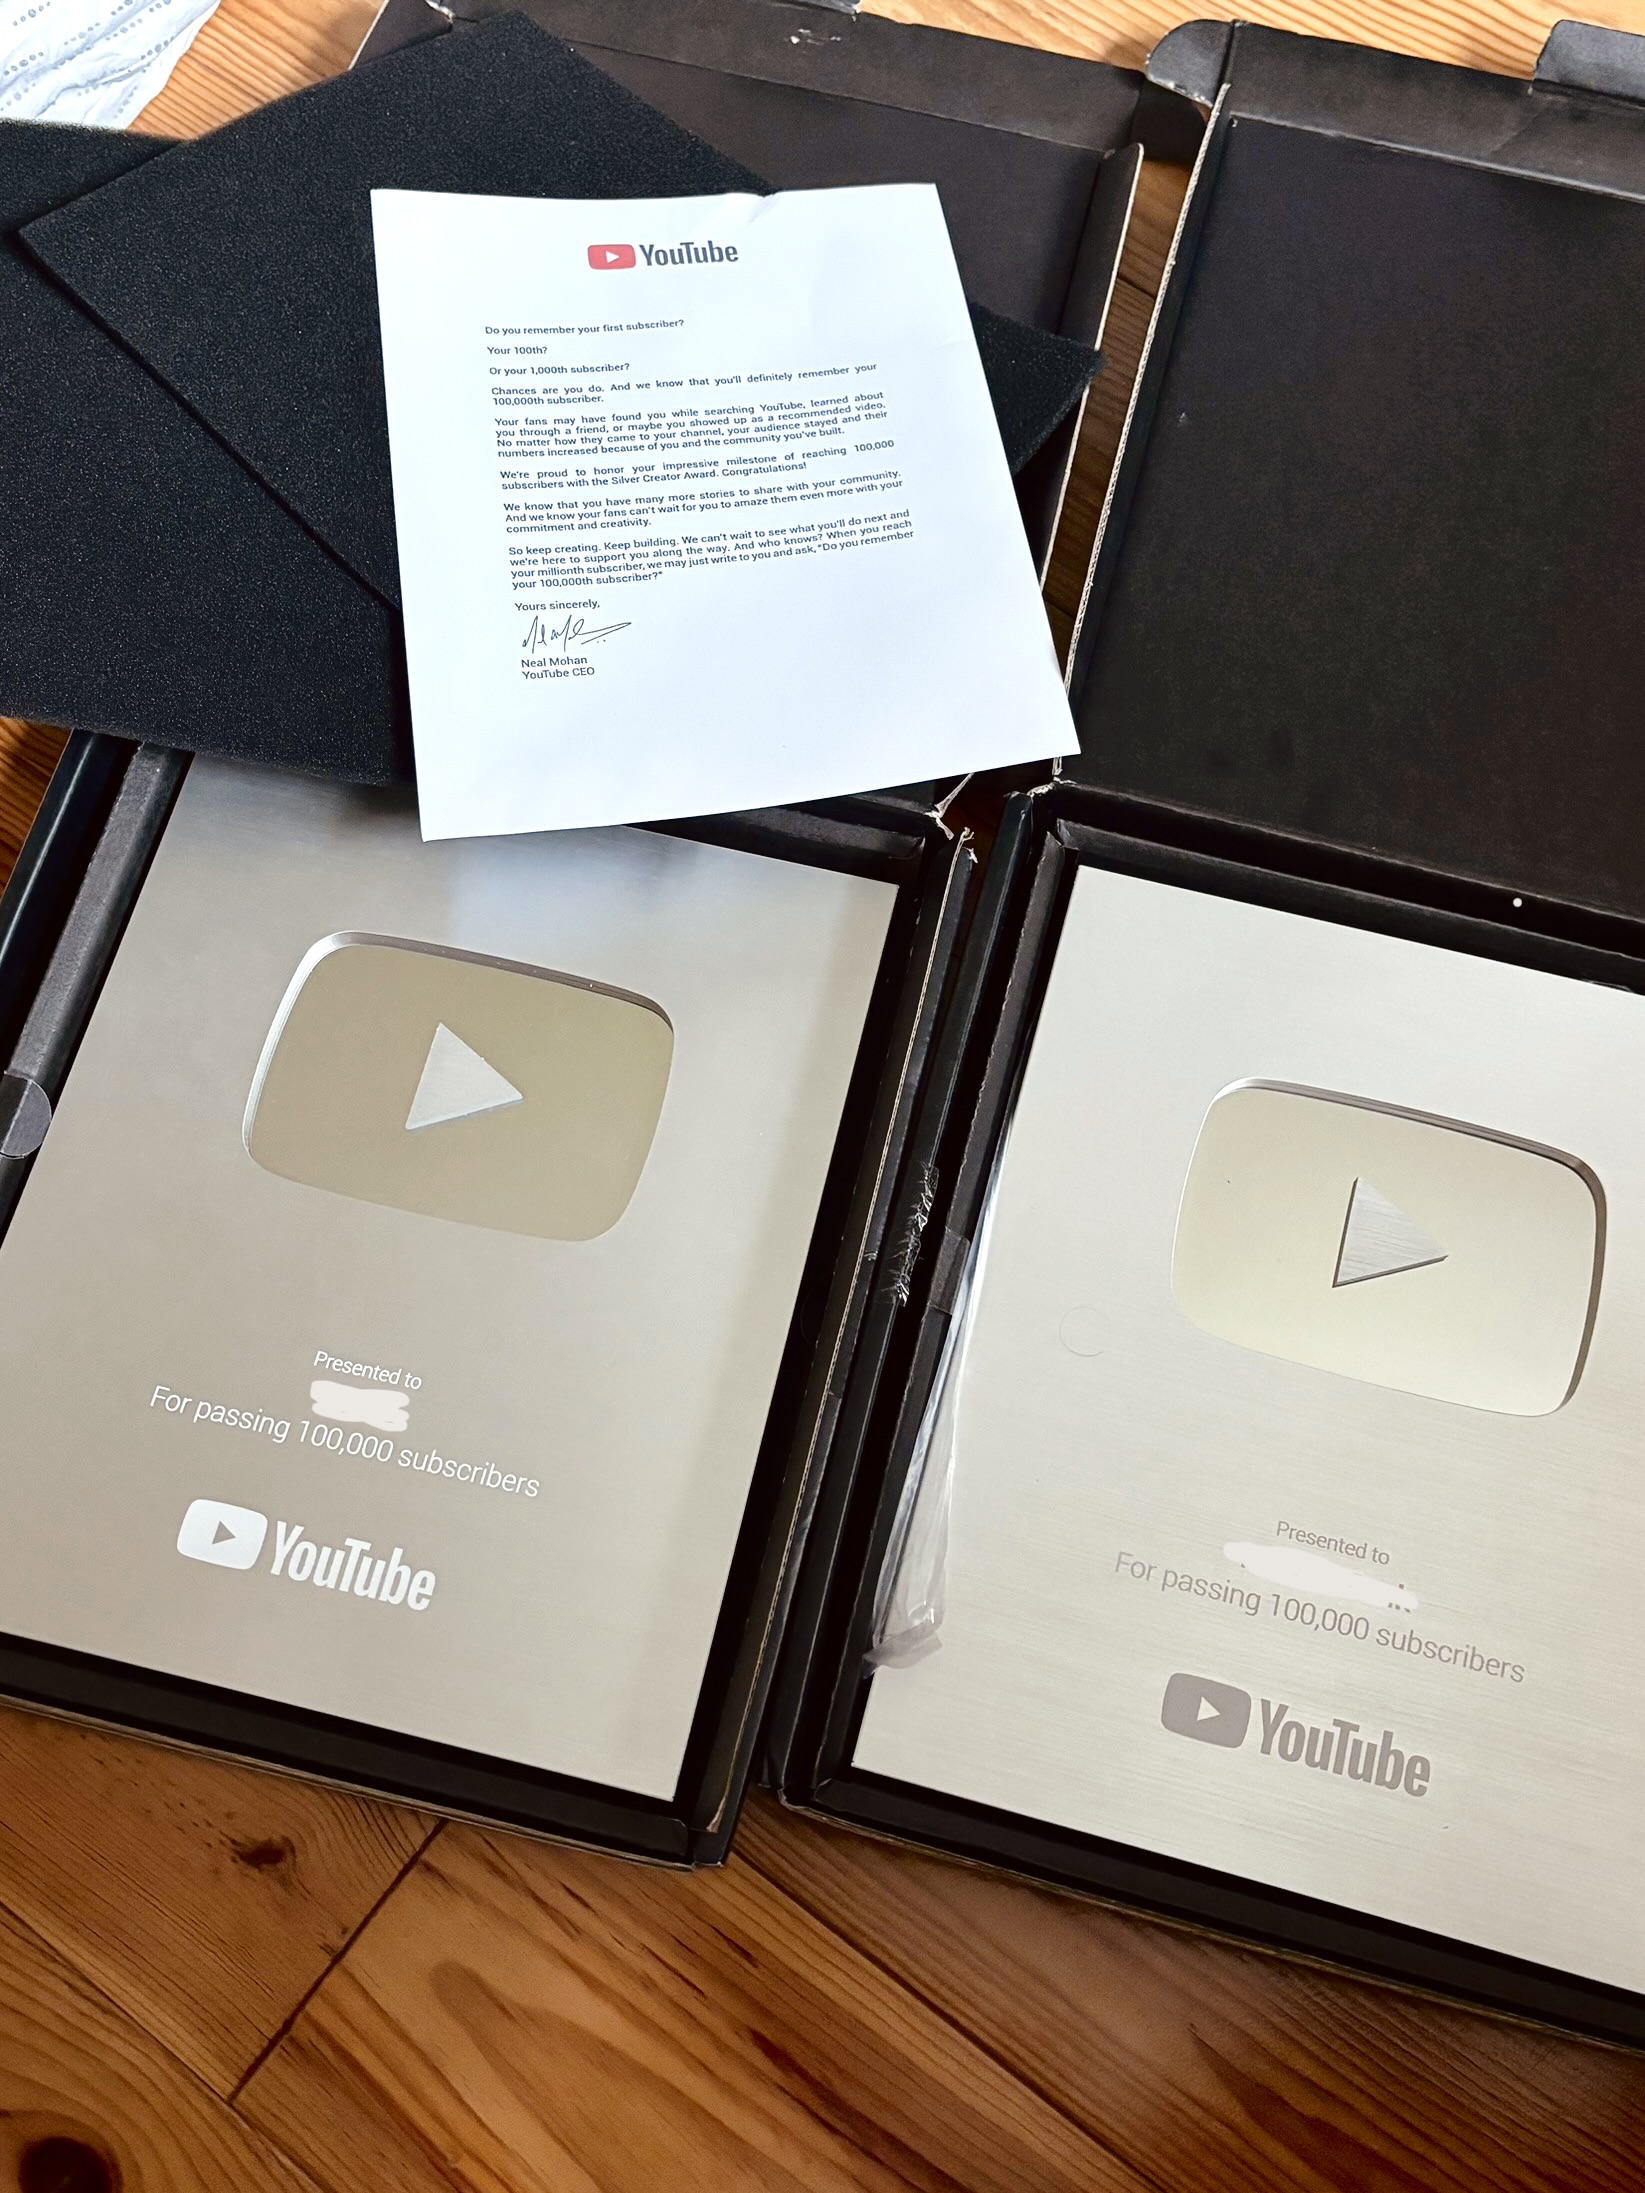 YouTube
Do you remember your first subscriber?
Your 100th?
Or your 1,000th subscriber?
Chances are you do. And we know that you'll definitely remember your
100,000th subscriber.
Your fans may have found you while searching YouTube, learned about
you through a friend, or maybe you showed up as a recommended video.
No matter how they came to your channel, your audience stayed and their
numbers increased because of you and the community you've built.
We're proud to honor your impressive milestone of reaching 100,000
subscribers with the Silver Creator Award. Congratulations!
We know that you have many more stories to share with your community.
And we know your fans can't wait for you to amaze them even more with your
commitment and creativity.
So keep creating. Keep building. We can't wait to see what you'll do next and
we're here to support you along the way. And who knows? When you reach
your millionth subscriber, we may just write to you and ask, "Do you remember
your 100,000th subscriber?"
Yours sincerely,
Neal Mohan
YouTube CEO
Presented to
For passing 100,000 subscribers
YouTube
Presented to
For passing 100,000 subscribers
YouTube